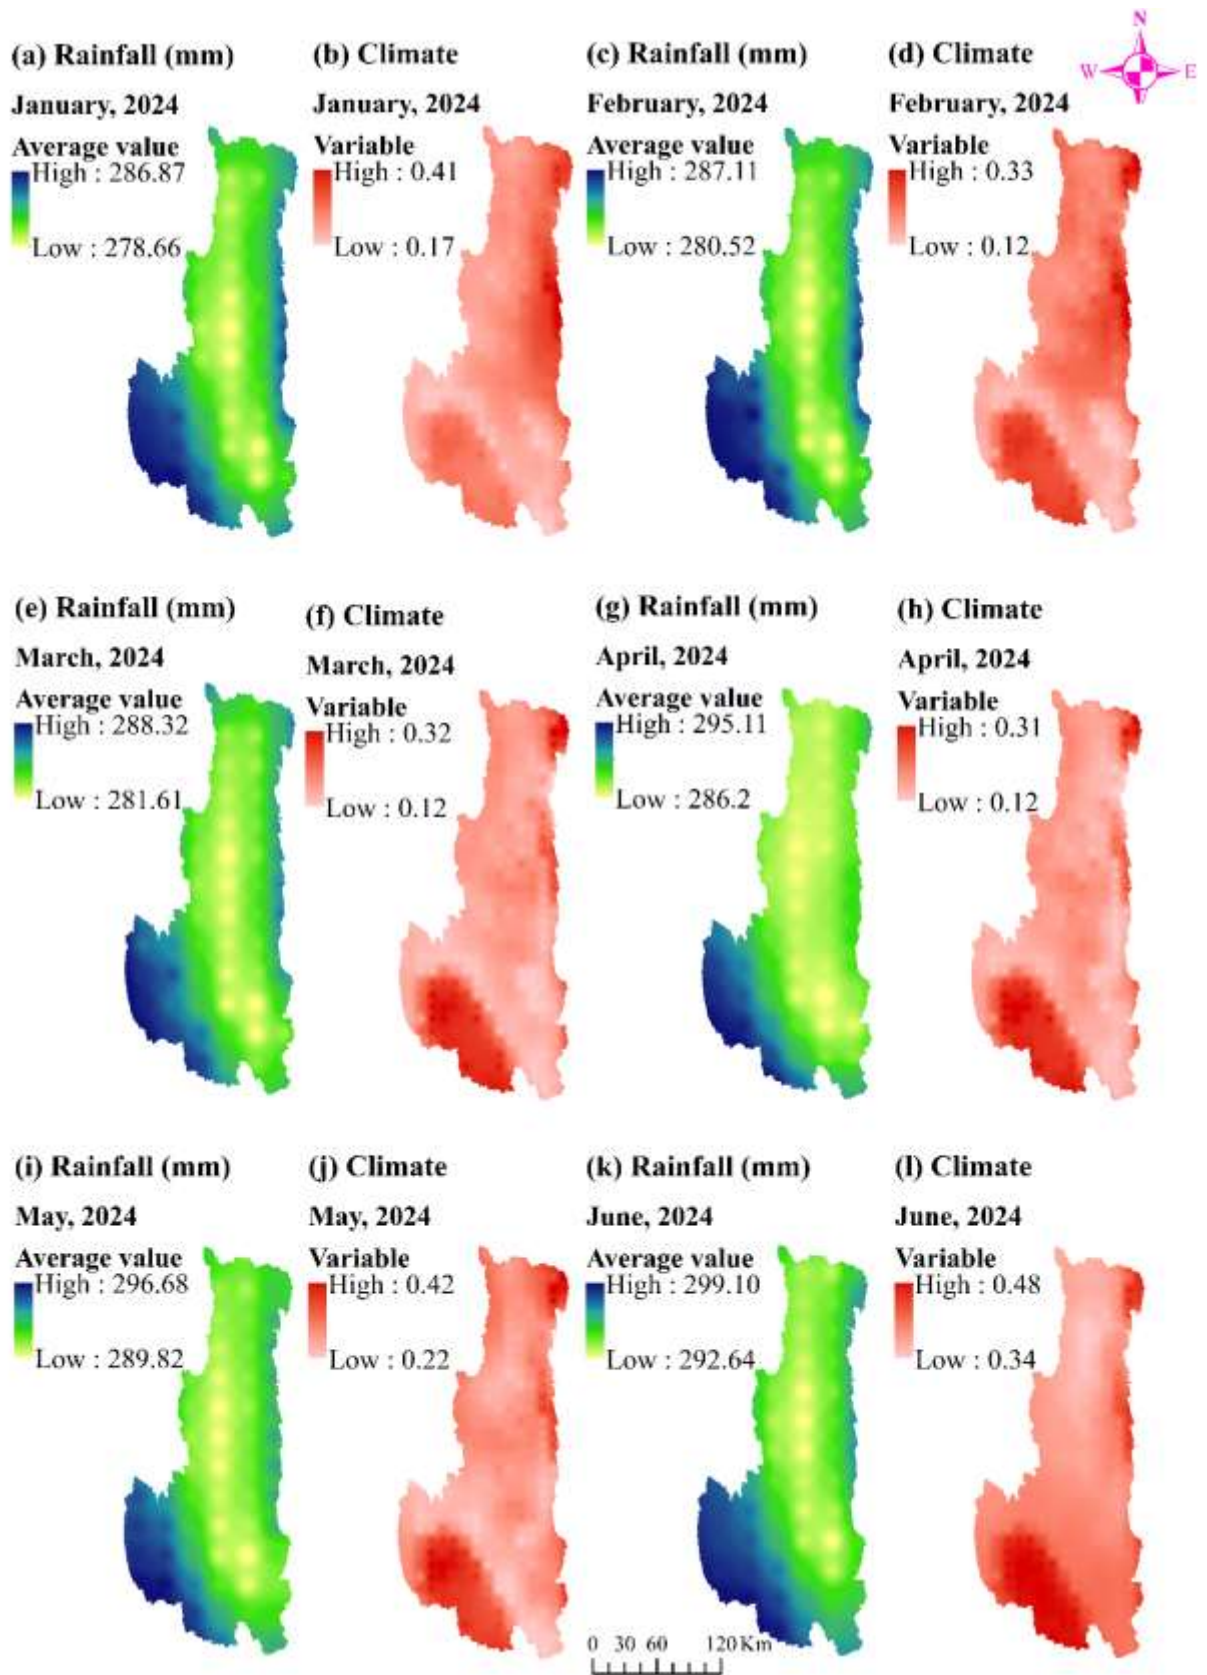 N
W E
(a) Rainfall (mm)
January, 2024
Average value
High : 286.87
Low : 278.66
(b) Climate
January, 2024
Variable
High : 0.41
Low : 0.17
(c) Rainfall (mm)
February, 2024
Average value
High : 287.11
Low : 280.52
(d) Climate
February, 2024
Variable
High : 0.33
Low : 0.12
(e) Rainfall (mm)
March, 2024
Average value
High : 288.32
Low : 281.61
(f) Climate
March, 2024
Variable
High : 0.32
Low : 0.12
(g) Rainfall (mm)
April, 2024
Average value
High : 295.11
Low : 286.2
(h) Climate
April, 2024
Variable
High : 0.31
Low : 0.12
(i) Rainfall (mm)
May, 2024
Average value
High : 296.68
Low : 289.82
(j) Climate
May, 2024
Variable
High : 0.42
Low : 0.22
(k) Rainfall (mm)
June, 2024
Average value
High : 299.10
Low : 292.64
(l) Climate
June, 2024
Variable
High : 0.48
Low : 0.34
0 30 60 120 Km